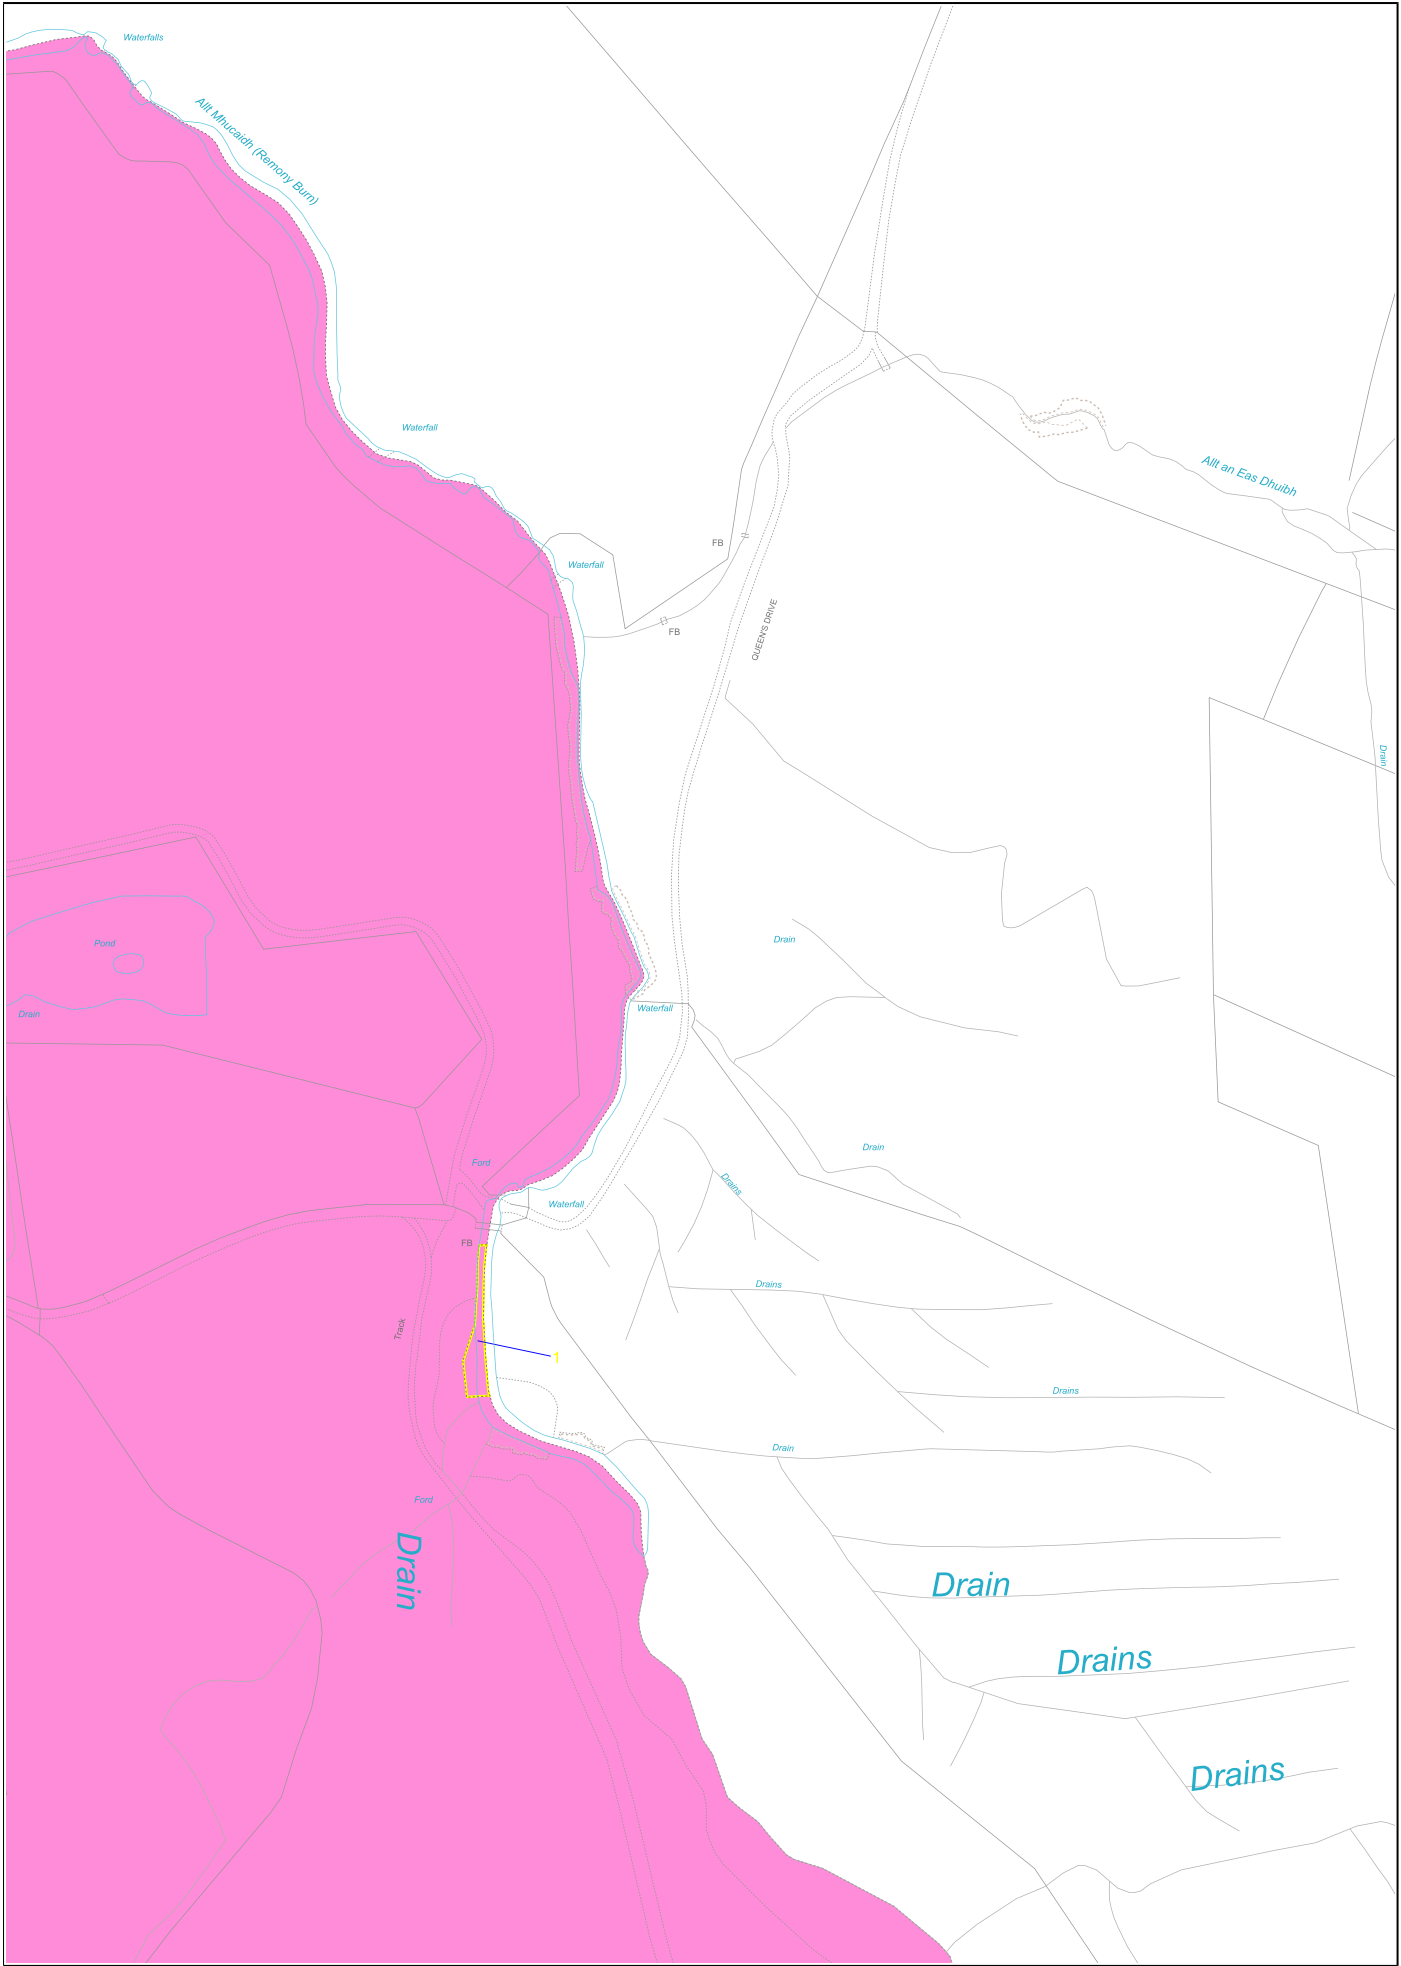 Waterfalls
Allt Mhucaidh (Remony Burn)
Waterfall
Allt an Eas Dhuibh
FB
Waterfall
FB
QUEEN'S DRIVE
Drain
Pond
Drain
Drain
Waterfall
Drain
Ford
Drains
Waterfall
FB
Drains
Track
1
Drains
Drain
Ford
Drain
Drain
Drains
Drains